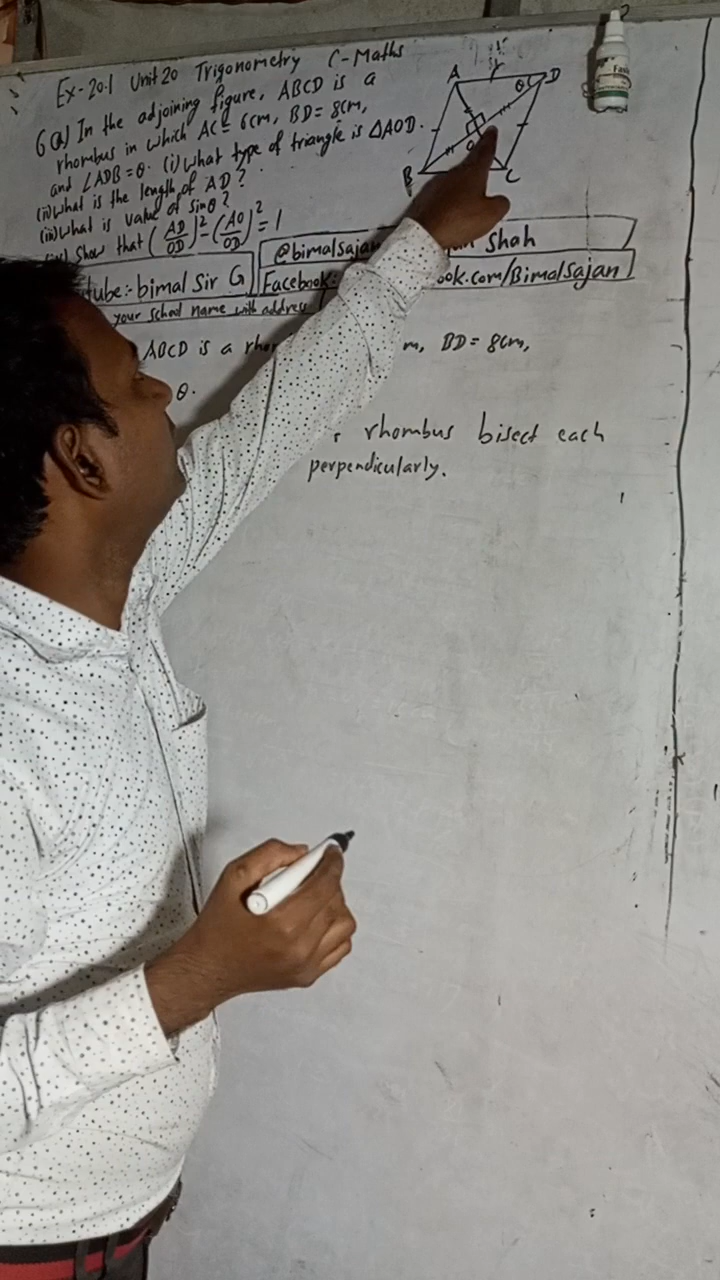 Ex-20.1 Unit 20 Trigonometry C-Maths
6(a) In the adjoining figure, ABCD is a
rhombus in which AC = 6cm, BD = 8cm,
and ∠ADB = θ. (i) what type of triangle is ΔAOD.
(ii) what is the length of AD?
(iii) what is value of sinθ?
Show that (AD/OD)² - (AO/OD)² = 1
A D B C O θ
tube:- bimal Sir G
@bimalsajan Shah
Facebook: ook.com/BimalSajan
your school name with address
ABCD is a rho m, BD = 8cm,
θ.
rhombus bisect each
perpendicularly.